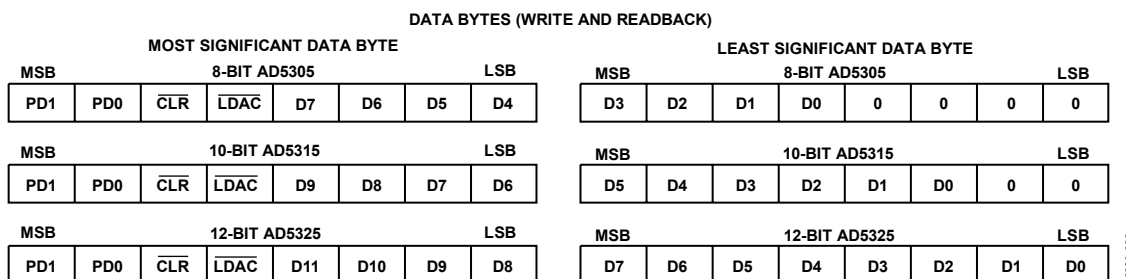 DATA BYTES (WRITE AND READBACK)
MOST SIGNIFICANT DATA BYTE LEAST SIGNIFICANT DATA BYTE
MSB 8-BIT AD5305 LSB MSB 8-BIT AD5305 LSB
PD1 PD0 CLR LDAC D7 D6 D5 D4 D3 D2 D1 D0 0 0 0 0
MSB 10-BIT AD5315 LSB MSB 10-BIT AD5315 LSB
PD1 PD0 CLR LDAC D9 D8 D7 D6 D5 D4 D3 D2 D1 D0 0 0
MSB 12-BIT AD5325 LSB MSB 12-BIT AD5325 LSB
PD1 PD0 CLR LDAC D11 D10 D9 D8 D7 D6 D5 D4 D3 D2 D1 D0